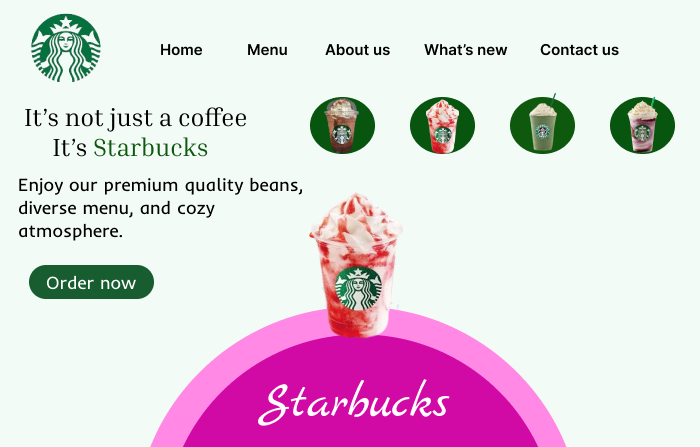 Home Menu About us What's new Contact us
It's not just a coffee
It's Starbucks
Enjoy our premium quality beans,
diverse menu, and cozy
atmosphere.
Order now
Starbucks